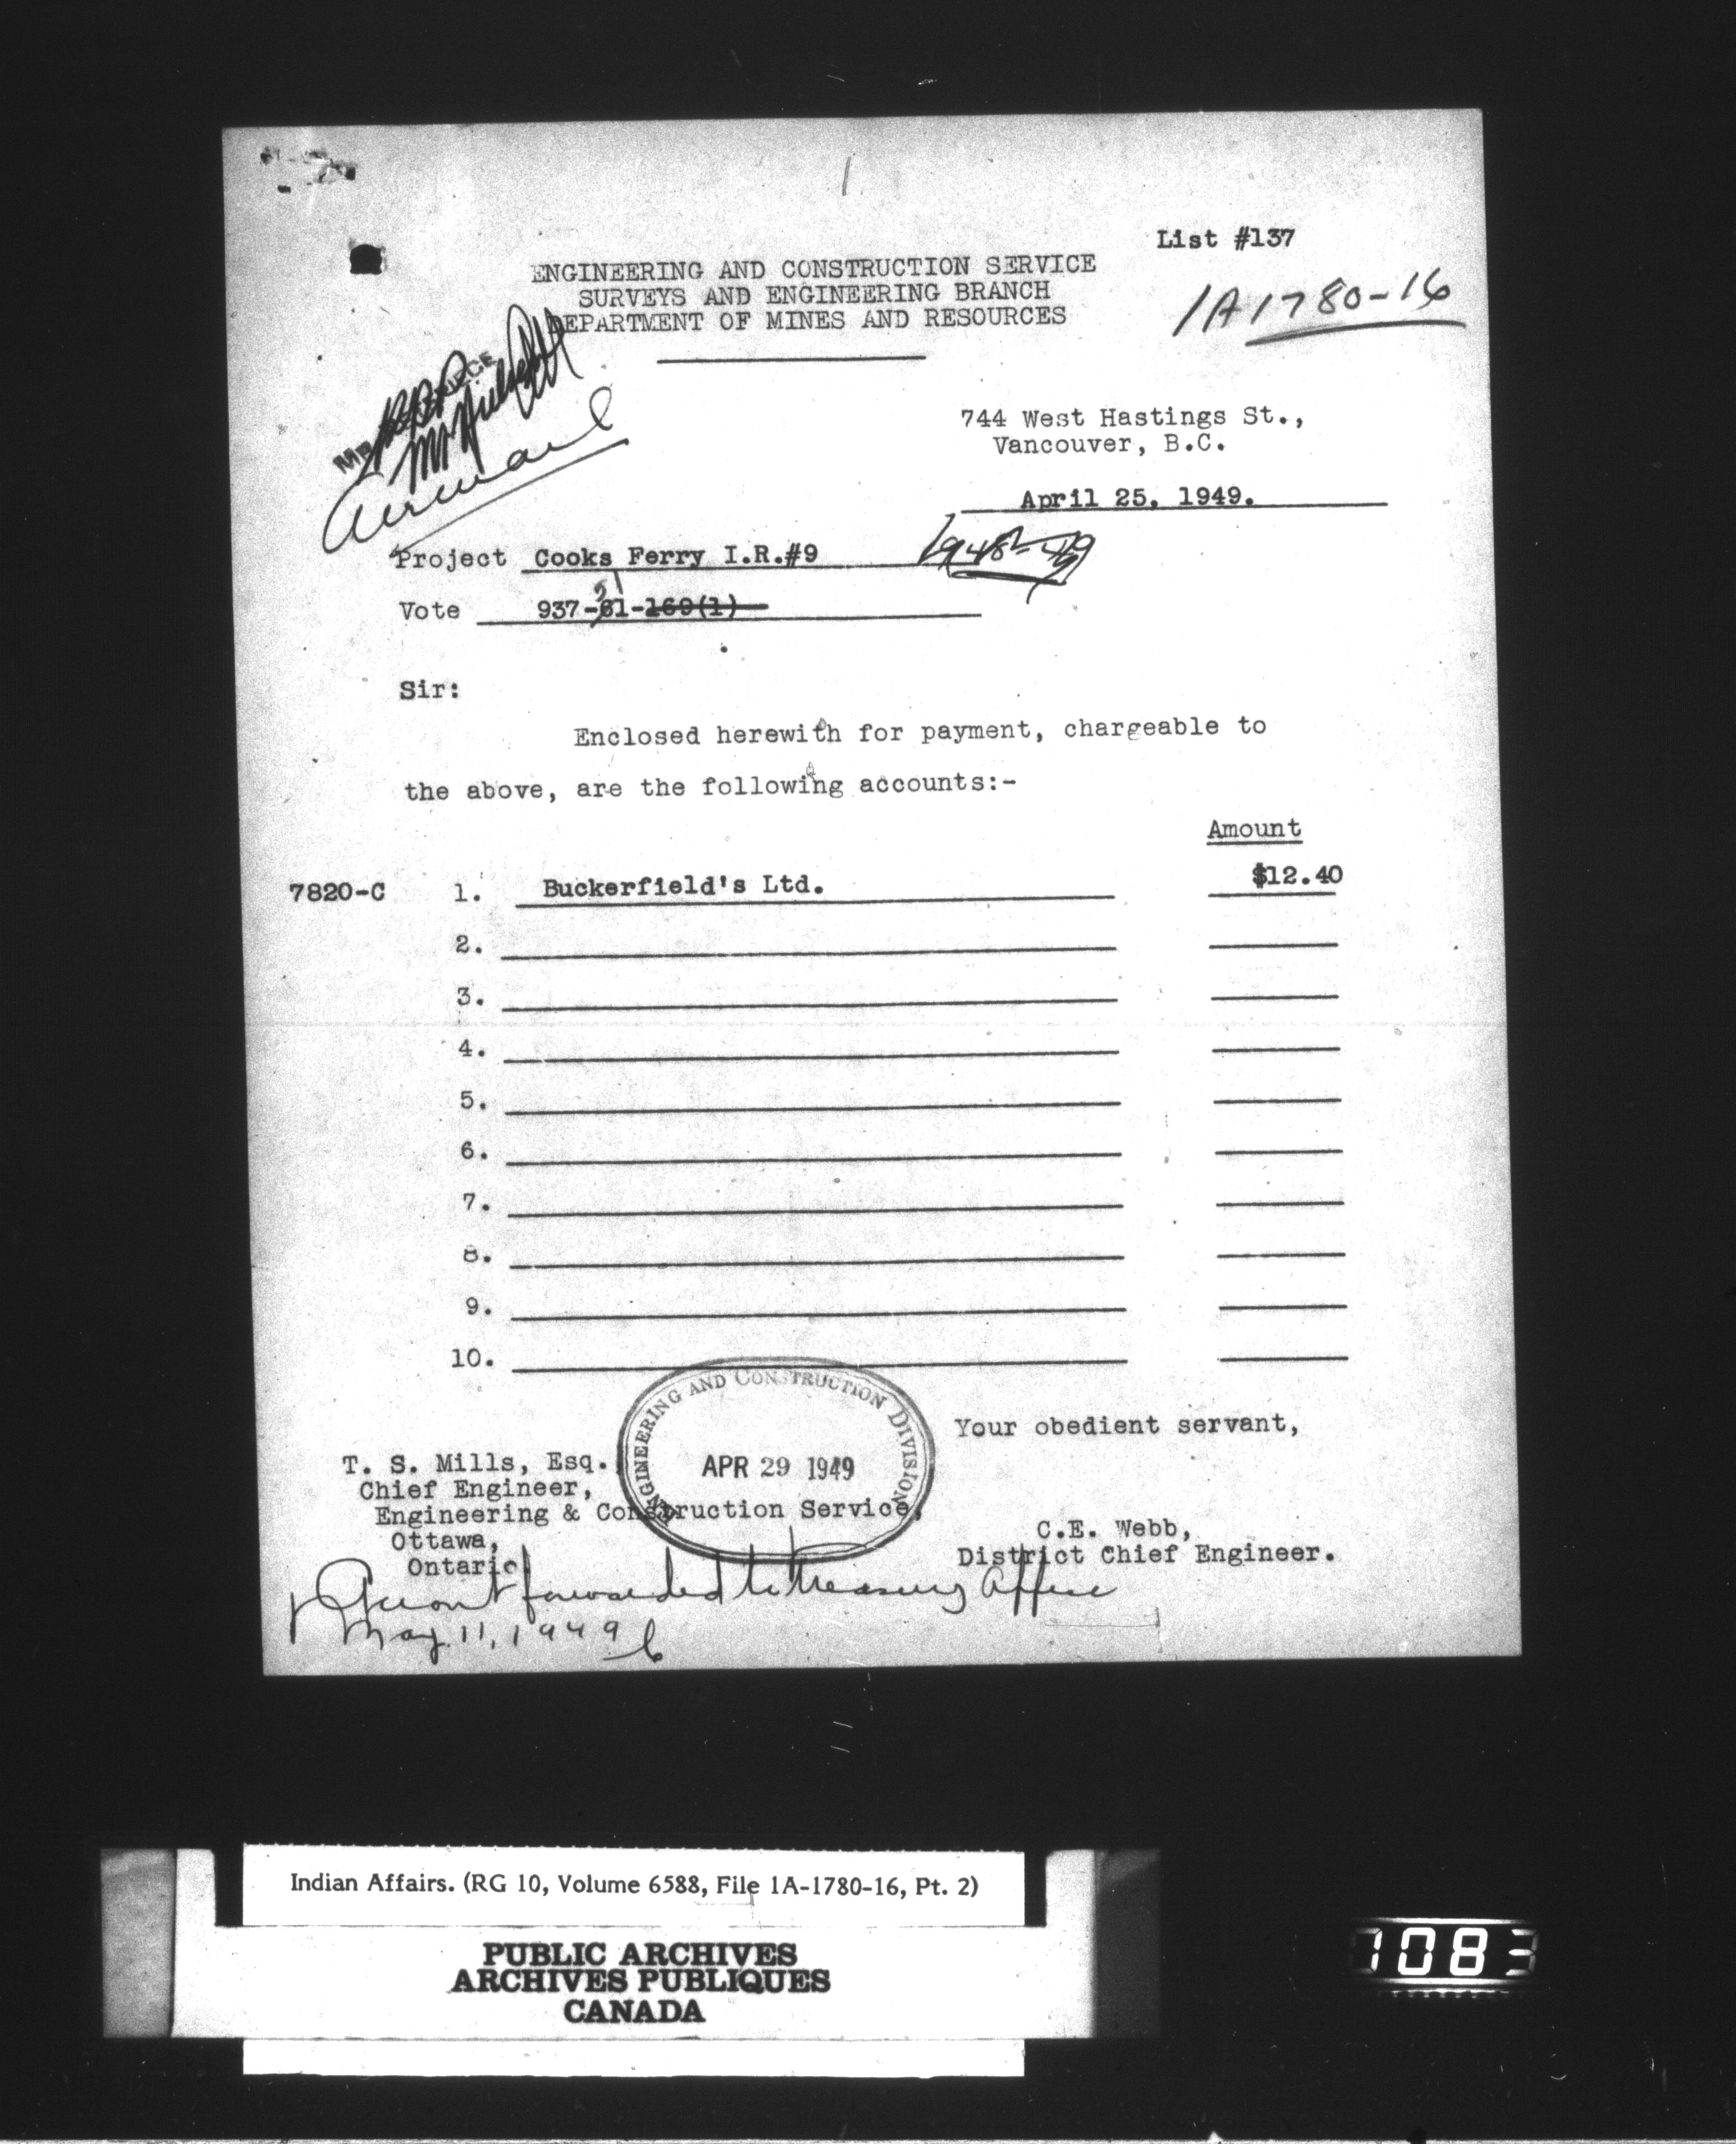 List #137
ENGINEERING AND CONSTRUCTION SERVICE
SURVEYS AND ENGINEERING BRANCH
DEPARTMENT OF MINES AND RESOURCES
1A1780-16
744 West Hastings St.,
Vancouver, B.C.
April 25, 1949.
Airmail
Project Cooks Ferry I.R.#9 1948-49
Vote 937-61-169(1)
Sir:
Enclosed herewith for payment, chargeable to
the above, are the following accounts:-
Amount
7820-C 1. Buckerfield's Ltd. $12.40
2.
3.
4.
5.
6.
7.
8.
9.
10.
ENGINEERING AND CONSTRUCTION DIVISION
APR 29 1949
Your obedient servant,
T. S. Mills, Esq.
Chief Engineer,
Engineering & Construction Service,
Ottawa,
Ontario
C.E. Webb,
District Chief Engineer.
Account forwarded to Treasury Office
May 11, 1949
Indian Affairs. (RG 10, Volume 6588, File 1A-1780-16, Pt. 2)
PUBLIC ARCHIVES
ARCHIVES PUBLIQUES
CANADA
1083